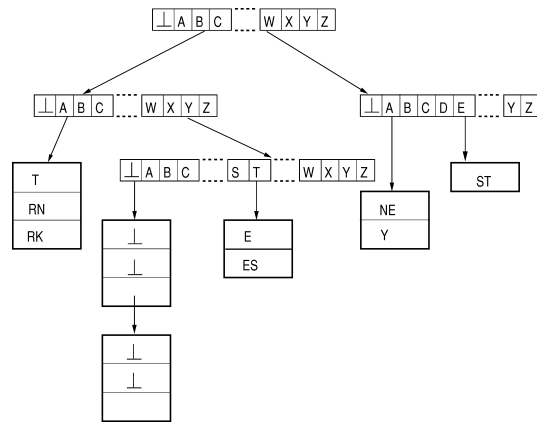 ⊥ A B C W X Y Z
⊥ A B C W X Y Z
⊥ A B C D E Y Z
⊥ A B C S T W X Y Z
T
RN
RK
ST
NE
Y
E
ES
⊥
⊥
⊥
⊥